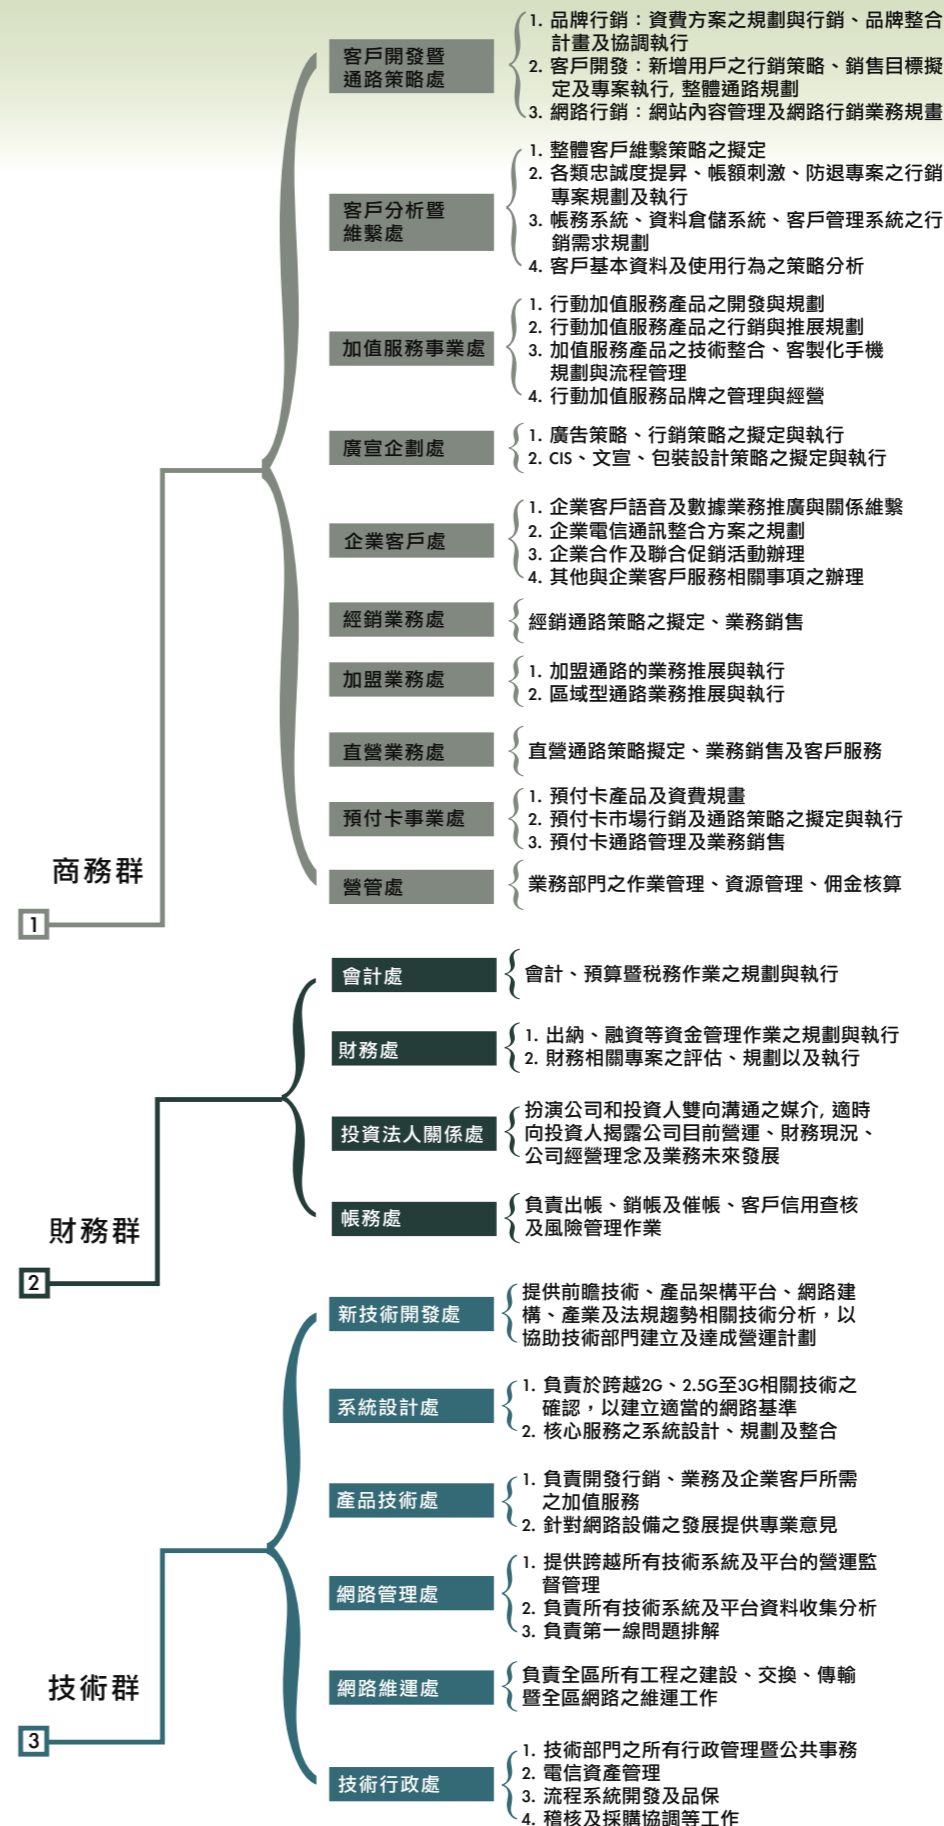 客戶開發暨
通路策略處
1. 品牌行銷：資費方案之規劃與行銷、品牌整合
計畫及協調執行
2. 客戶開發：新增用戶之行銷策略、銷售目標擬
定及專案執行, 整體通路規劃
3. 網路行銷：網站內容管理及網路行銷業務規畫
客戶分析暨
維繫處
1. 整體客戶維繫策略之擬定
2. 各類忠誠度提昇、帳額刺激、防退專案之行銷
專案規劃及執行
3. 帳務系統、資料倉儲系統、客戶管理系統之行
銷需求規劃
4. 客戶基本資料及使用行為之策略分析
加值服務事業處
1. 行動加值服務產品之開發與規劃
2. 行動加值服務產品之行銷與推展規劃
3. 加值服務產品之技術整合、客製化手機
規劃與流程管理
4. 行動加值服務品牌之管理與經營
廣宣企劃處
1. 廣告策略、行銷策略之擬定與執行
2. CIS、文宣、包裝設計策略之擬定與執行
企業客戶處
1. 企業客戶語音及數據業務推廣與關係維繫
2. 企業電信通訊整合方案之規劃
3. 企業合作及聯合促銷活動辦理
4. 其他與企業客戶服務相關事項之辦理
經銷業務處
經銷通路策略之擬定、業務銷售
加盟業務處
1. 加盟通路的業務推展與執行
2. 區域型通路業務推展與執行
直營業務處
直營通路策略擬定、業務銷售及客戶服務
預付卡事業處
1. 預付卡產品及資費規畫
2. 預付卡市場行銷及通路策略之擬定與執行
3. 預付卡通路管理及業務銷售
商務群
1
營管處
業務部門之作業管理、資源管理、佣金核算
會計處
會計、預算暨稅務作業之規劃與執行
財務處
1. 出納、融資等資金管理作業之規劃與執行
2. 財務相關專案之評估、規劃以及執行
投資法人關係處
扮演公司和投資人雙向溝通之媒介, 適時
向投資人揭露公司目前營運、財務現況、
公司經營理念及業務未來發展
財務群
2
帳務處
負責出帳、銷帳及催帳、客戶信用查核
及風險管理作業
新技術開發處
提供前瞻技術、產品架構平台、網路建
構、產業及法規趨勢相關技術分析，以
協助技術部門建立及達成營運計劃
系統設計處
1. 負責於跨越2G、2.5G至3G相關技術之
確認，以建立適當的網路基準
2. 核心服務之系統設計、規劃及整合
產品技術處
1. 負責開發行銷、業務及企業客戶所需
之加值服務
2. 針對網路設備之發展提供專業意見
網路管理處
1. 提供跨越所有技術系統及平台的營運監
督管理
2. 負責所有技術系統及平台資料收集分析
3. 負責第一線問題排解
技術群
3
網路維運處
負責全區所有工程之建設、交換、傳輸
暨全區網路之維運工作
技術行政處
1. 技術部門之所有行政管理暨公共事務
2. 電信資產管理
3. 流程系統開發及品保
4. 稽核及採購協調等工作